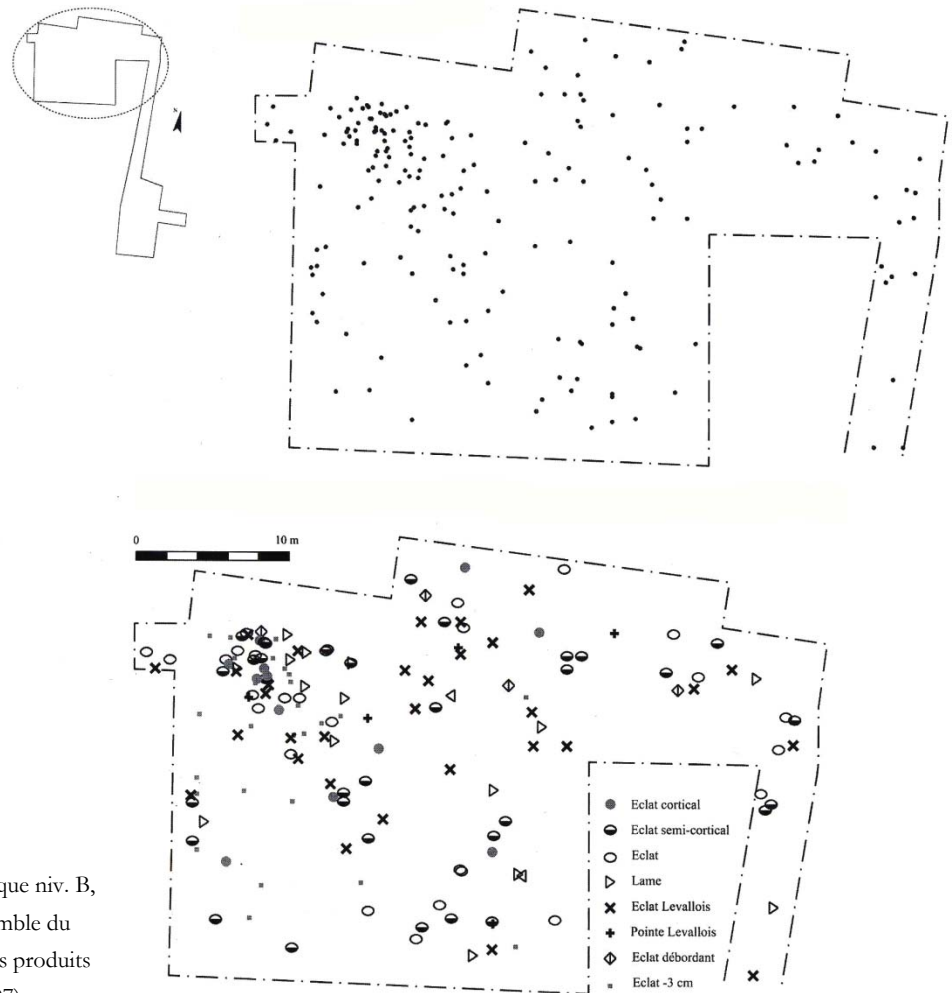 N
0 10 m
Eclat cortical
Eclat semi-cortical
Eclat
Lame
Eclat Levallois
Pointe Levallois
Eclat débordant
Eclat -3 cm
que niv. B,
mble du
s produits